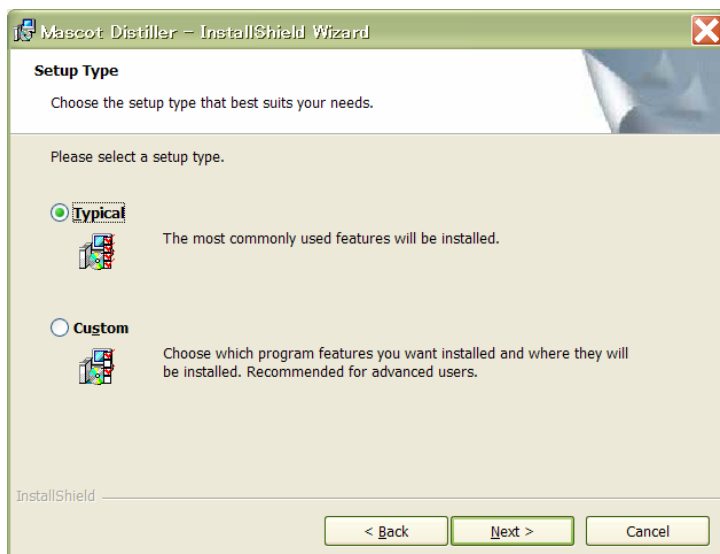 Mascot Distiller - InstallShield Wizard
Setup Type
Choose the setup type that best suits your needs.
Please select a setup type.
Typical
The most commonly used features will be installed.
Custom
Choose which program features you want installed and where they will
be installed. Recommended for advanced users.
InstallShield
< Back
Next >
Cancel